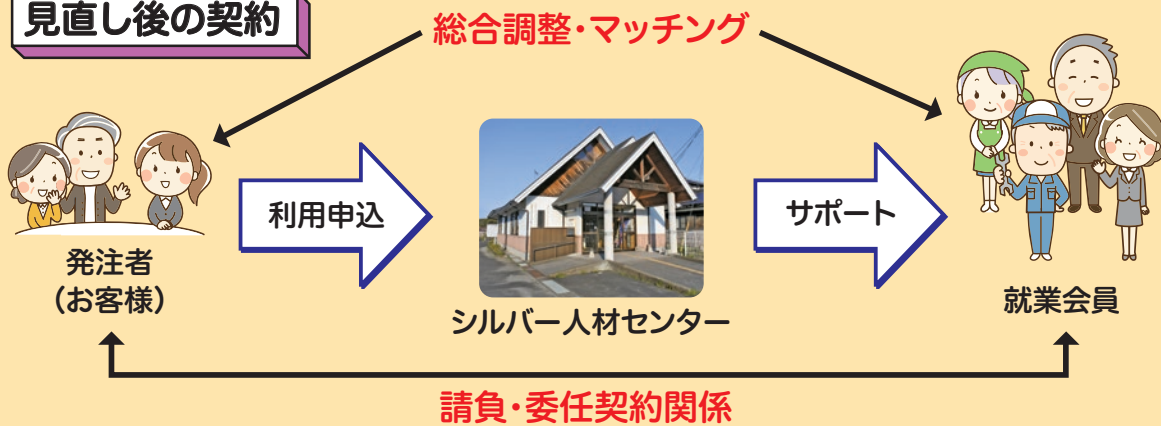 見直し後の契約
総合調整・マッチング
利用申込
サポート
発注者
（お客様）
シルバー人材センター
就業会員
請負・委任契約関係